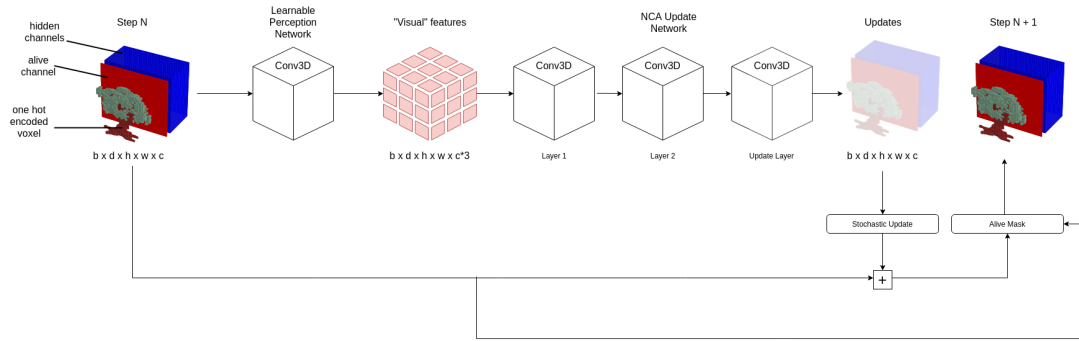 Step N
hidden
channels
alive
channel
one hot
encoded
voxel
b x d x h x w x c
Learnable
Perception
Network
Conv3D
"Visual" features
b x d x h x w x c*3
NCA Update
Network
Conv3D
Layer 1
Conv3D
Layer 2
Conv3D
Update Layer
Updates
b x d x h x w x c
Stochastic Update
+
Step N + 1
Alive Mask